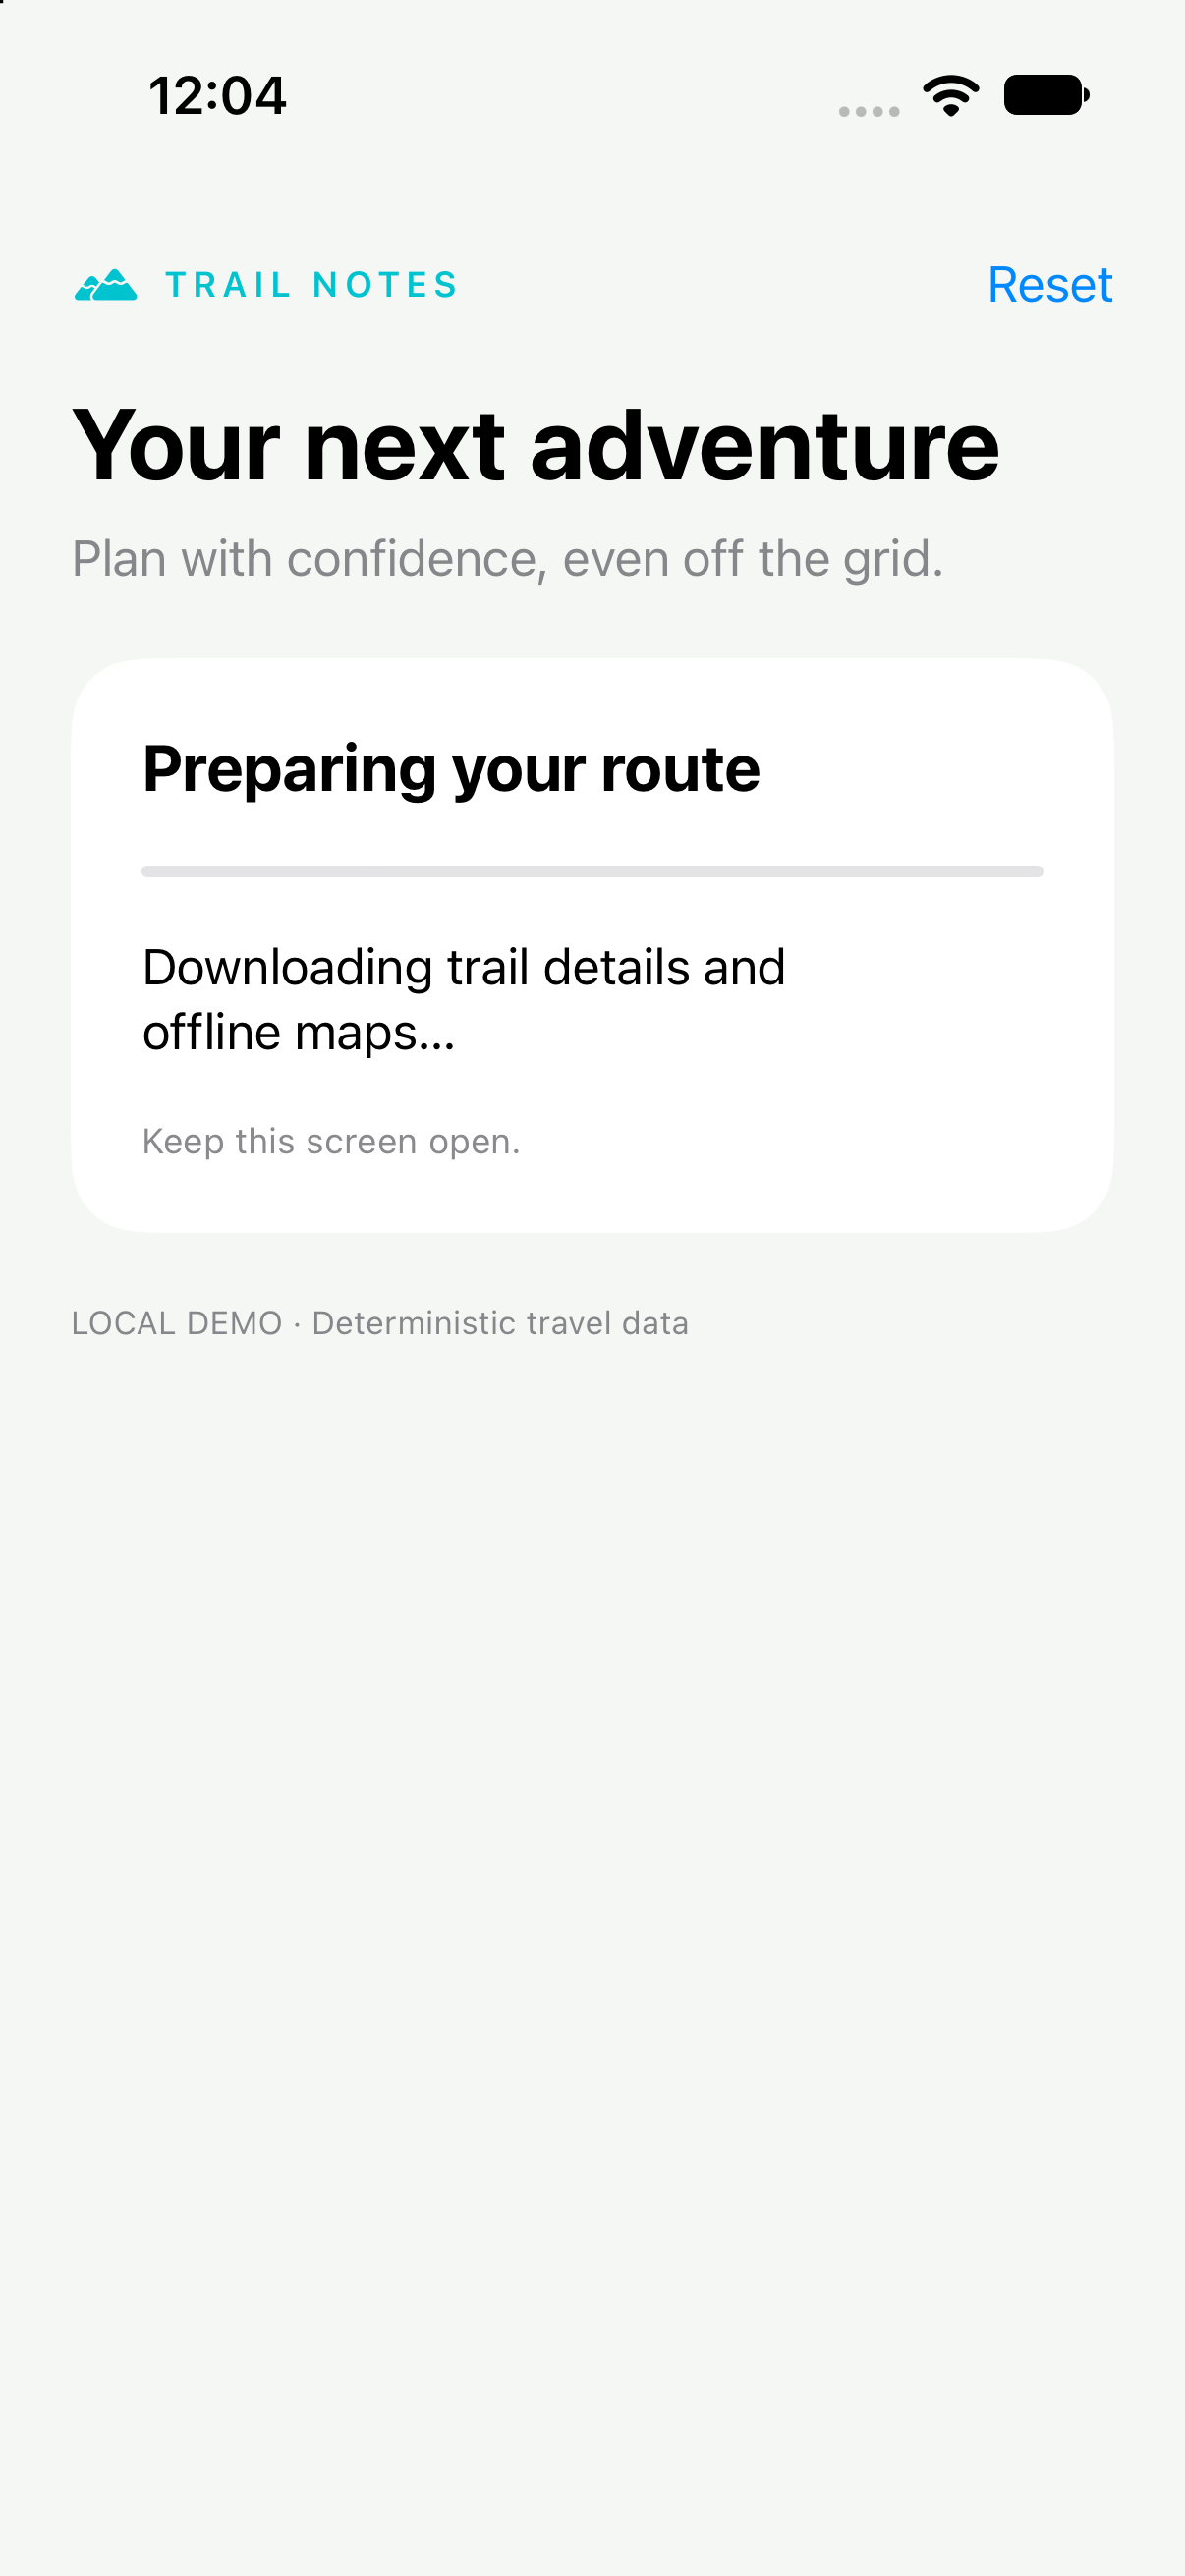 12:04
TRAIL NOTES
Reset
Your next adventure
Plan with confidence, even off the grid.
Preparing your route
Downloading trail details and
offline maps...
Keep this screen open.
LOCAL DEMO · Deterministic travel data